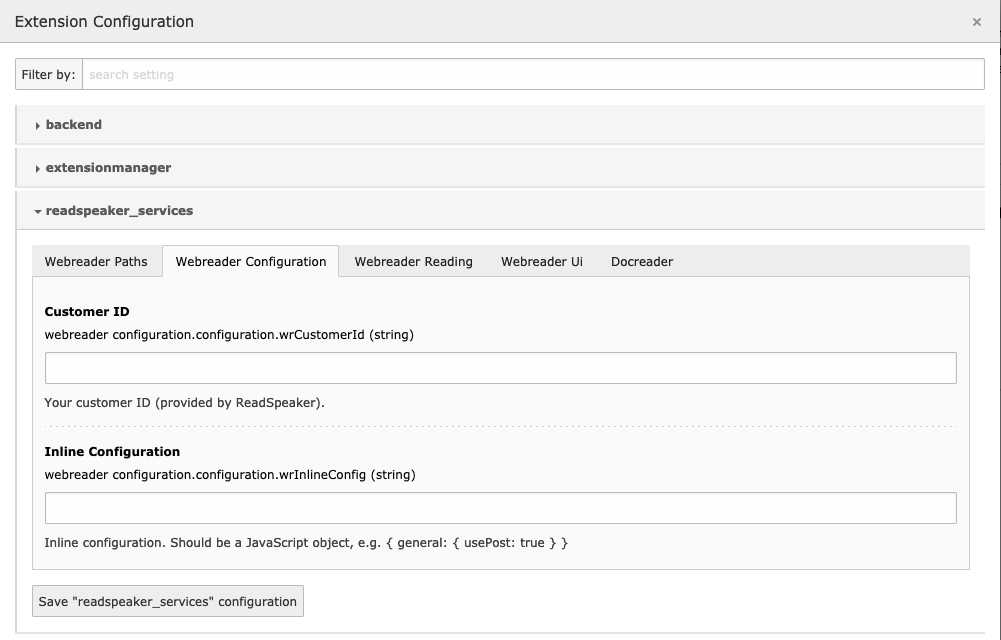 Extension Configuration
×
Filter by: search setting
backend
extensionmanager
readspeaker_services
Webreader Paths Webreader Configuration Webreader Reading Webreader Ui Docreader
Customer ID
webreader configuration.configuration.wrCustomerId (string)
Your customer ID (provided by ReadSpeaker).
Inline Configuration
webreader configuration.configuration.wrInlineConfig (string)
Inline configuration. Should be a JavaScript object, e.g. { general: { usePost: true } }
Save "readspeaker_services" configuration